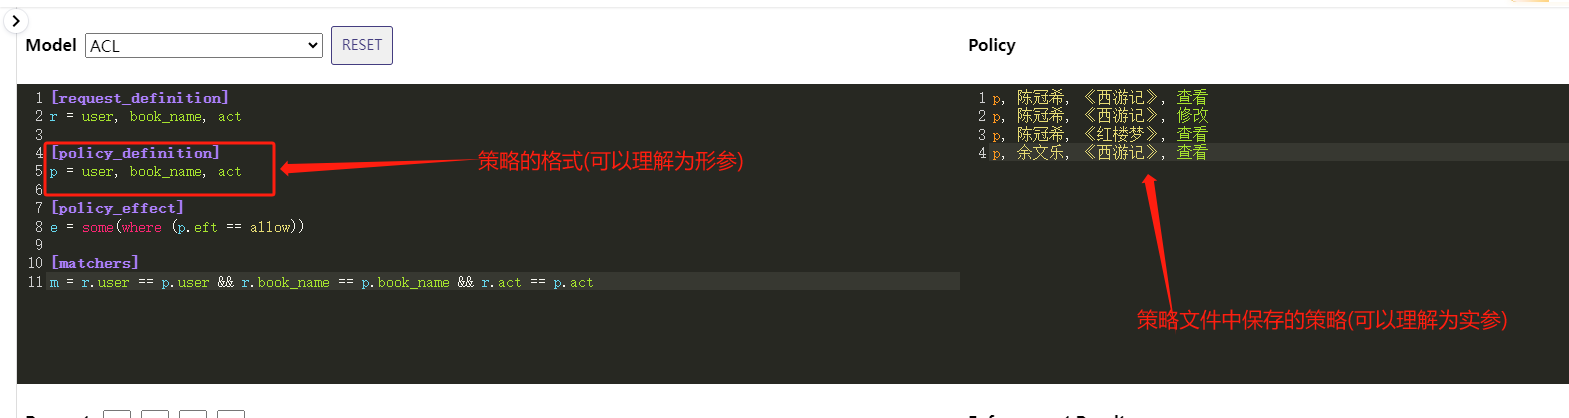 Model ACL RESET
[request_definition]
1
2 r = user, book_name, act
3
4 [policy_definition]
5 p = user, book_name, act
6
7 [policy_effect]
8 e = some(where (p.eft == allow))
9
10 [matchers]
11 m = r.user == p.user && r.book_name == p.book_name && r.act == p.act
策略的格式(可以理解为形参)
Policy
1 p, 陈冠希, 《西游记》, 查看
2 p, 陈冠希, 《西游记》, 修改
3 p, 陈冠希, 《红楼梦》, 查看
4 p, 余文乐, 《西游记》, 查看
策略文件中保存的策略(可以理解为实参)